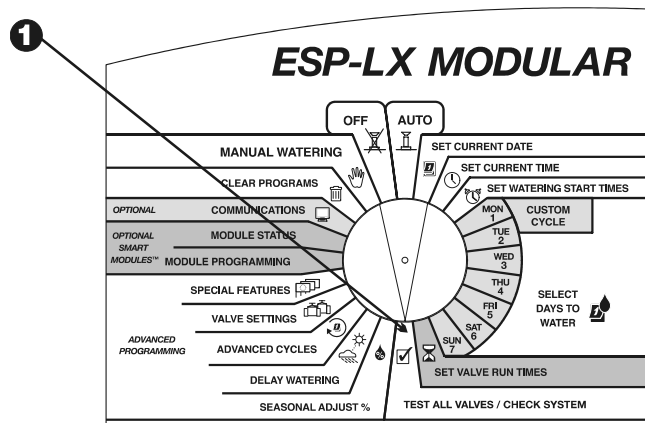 1
ESP-LX MODULAR
OFF
AUTO
MANUAL WATERING
CLEAR PROGRAMS
OPTIONAL
COMMUNICATIONS
OPTIONAL
SMART
MODULES™
MODULE STATUS
MODULE PROGRAMMING
SPECIAL FEATURES
VALVE SETTINGS
ADVANCED
PROGRAMMING
ADVANCED CYCLES
DELAY WATERING
SEASONAL ADJUST %
SET CURRENT DATE
SET CURRENT TIME
SET WATERING START TIMES
MON
1
CUSTOM
CYCLE
TUE
2
WED
3
THU
4
FRI
5
SAT
6
SUN
7
SELECT
DAYS TO
WATER
SET VALVE RUN TIMES
TEST ALL VALVES / CHECK SYSTEM